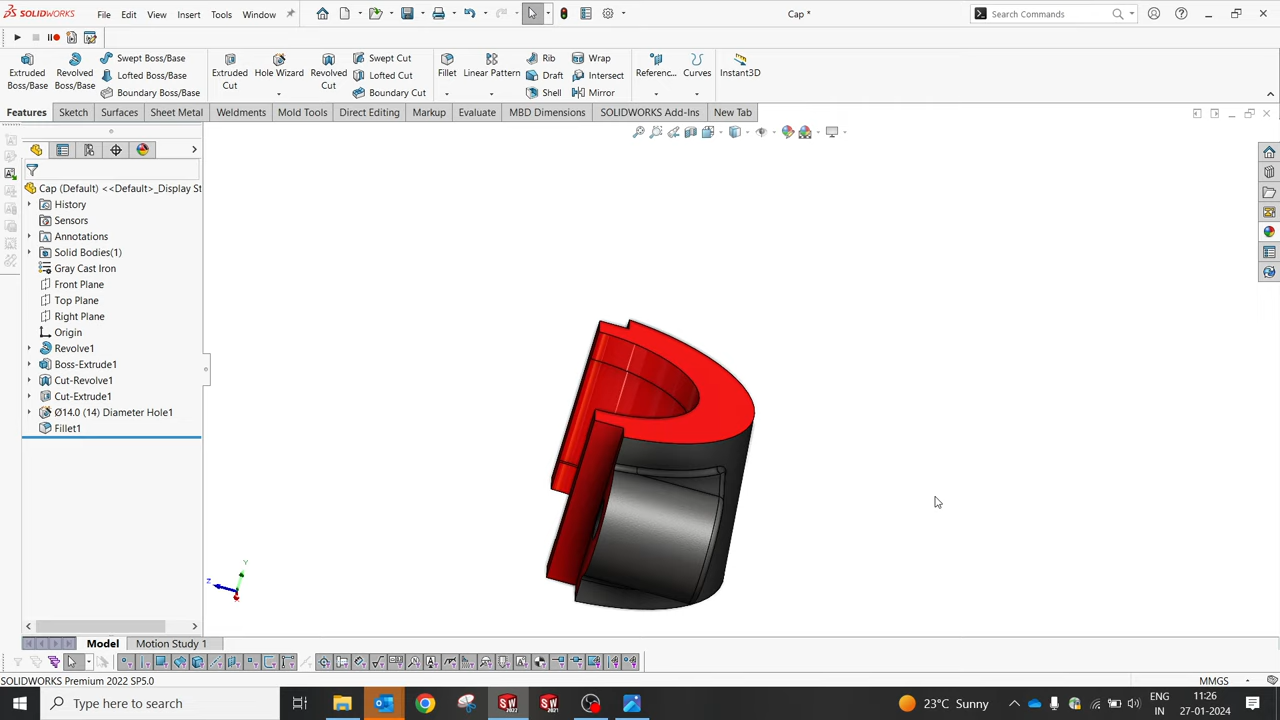 SOLIDWORKS File Edit View Insert Tools Window Cap * Search Commands
Swept Boss/Base Swept Cut Rib Wrap
Extruded Boss/Base Revolved Boss/Base Lofted Boss/Base Extruded Cut Hole Wizard Revolved Cut Lofted Cut Fillet Linear Pattern Draft Intersect Referenc... Curves Instant3D
Boundary Boss/Base Boundary Cut Shell Mirror
Features Sketch Surfaces Sheet Metal Weldments Mold Tools Direct Editing Markup Evaluate MBD Dimensions SOLIDWORKS Add-Ins New Tab
Cap (Default) <<Default>_Display St
History
Sensors
Annotations
Solid Bodies(1)
Gray Cast Iron
Front Plane
Top Plane
Right Plane
Origin
Revolve1
Boss-Extrude1
Cut-Revolve1
Cut-Extrude1
Ø14.0 (14) Diameter Hole1
Fillet1
Y
Z
Model Motion Study 1
SOLIDWORKS Premium 2022 SP5.0 MMGS
Type here to search 23°C Sunny ENG 11:26
IN 27-01-2024